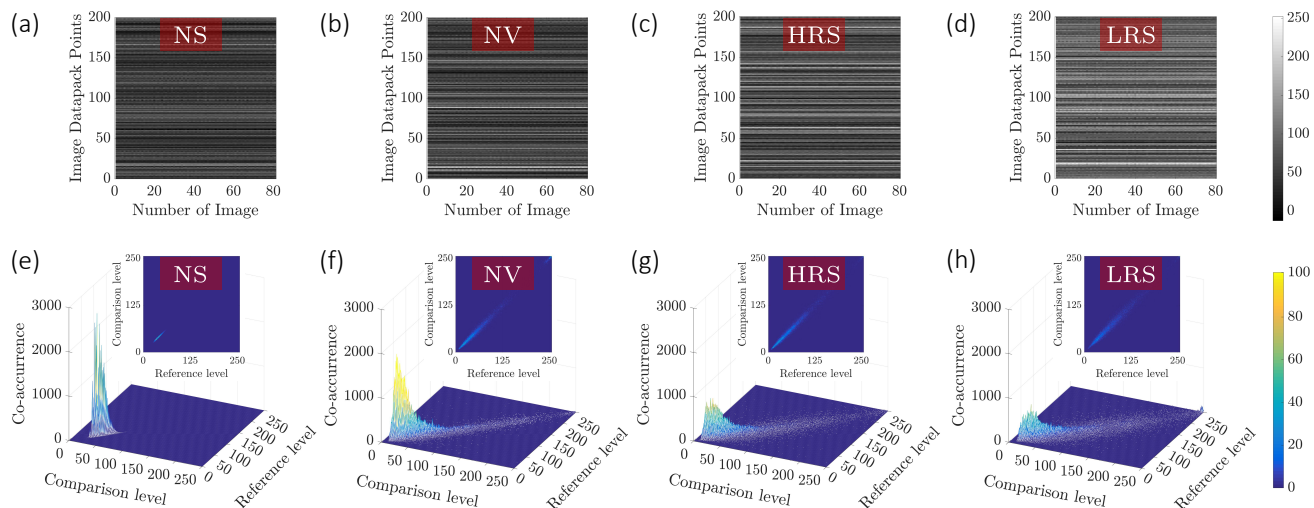 (a)
Image Datapack Points
200
150
100
50
0
NS
0 20 40 60 80
Number of Image
(b)
Image Datapack Points
200
150
100
50
0
NV
0 20 40 60 80
Number of Image
(c)
Image Datapack Points
200
150
100
50
0
HRS
0 20 40 60 80
Number of Image
(d)
Image Datapack Points
200
150
100
50
0
LRS
0 20 40 60 80
Number of Image
250
200
150
100
50
0
(e)
Co-accurrence
3000
2000
1000
0
Comparison level
250
125
0
NS
0 125 250
Reference level
0 50 100 150 200 250
Comparison level
250
200
150
100
50
0
Reference level
(f)
Co-accurrence
3000
2000
1000
0
Comparison level
250
125
0
NV
0 125 250
Reference level
0 50 100 150 200 250
Comparison level
250
200
150
100
50
0
Reference level
(g)
Co-accurrence
3000
2000
1000
0
Comparison level
250
125
0
HRS
0 125 250
Reference level
0 50 100 150 200 250
Comparison level
250
200
150
100
50
0
Reference level
(h)
Co-accurrence
3000
2000
1000
0
Comparison level
250
125
0
LRS
0 125 250
Reference level
0 50 100 150 200 250
Comparison level
250
200
150
100
50
0
Reference level
100
80
60
40
20
0